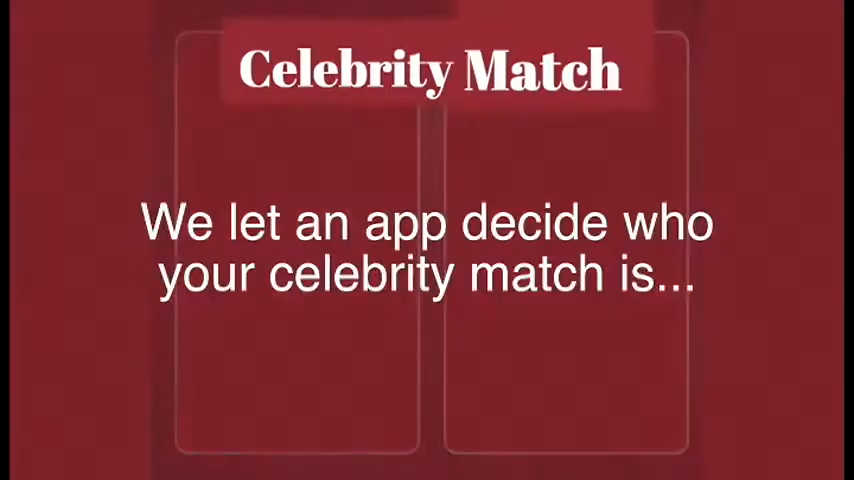 Celebrity Match
We let an app decide who
your celebrity match is...